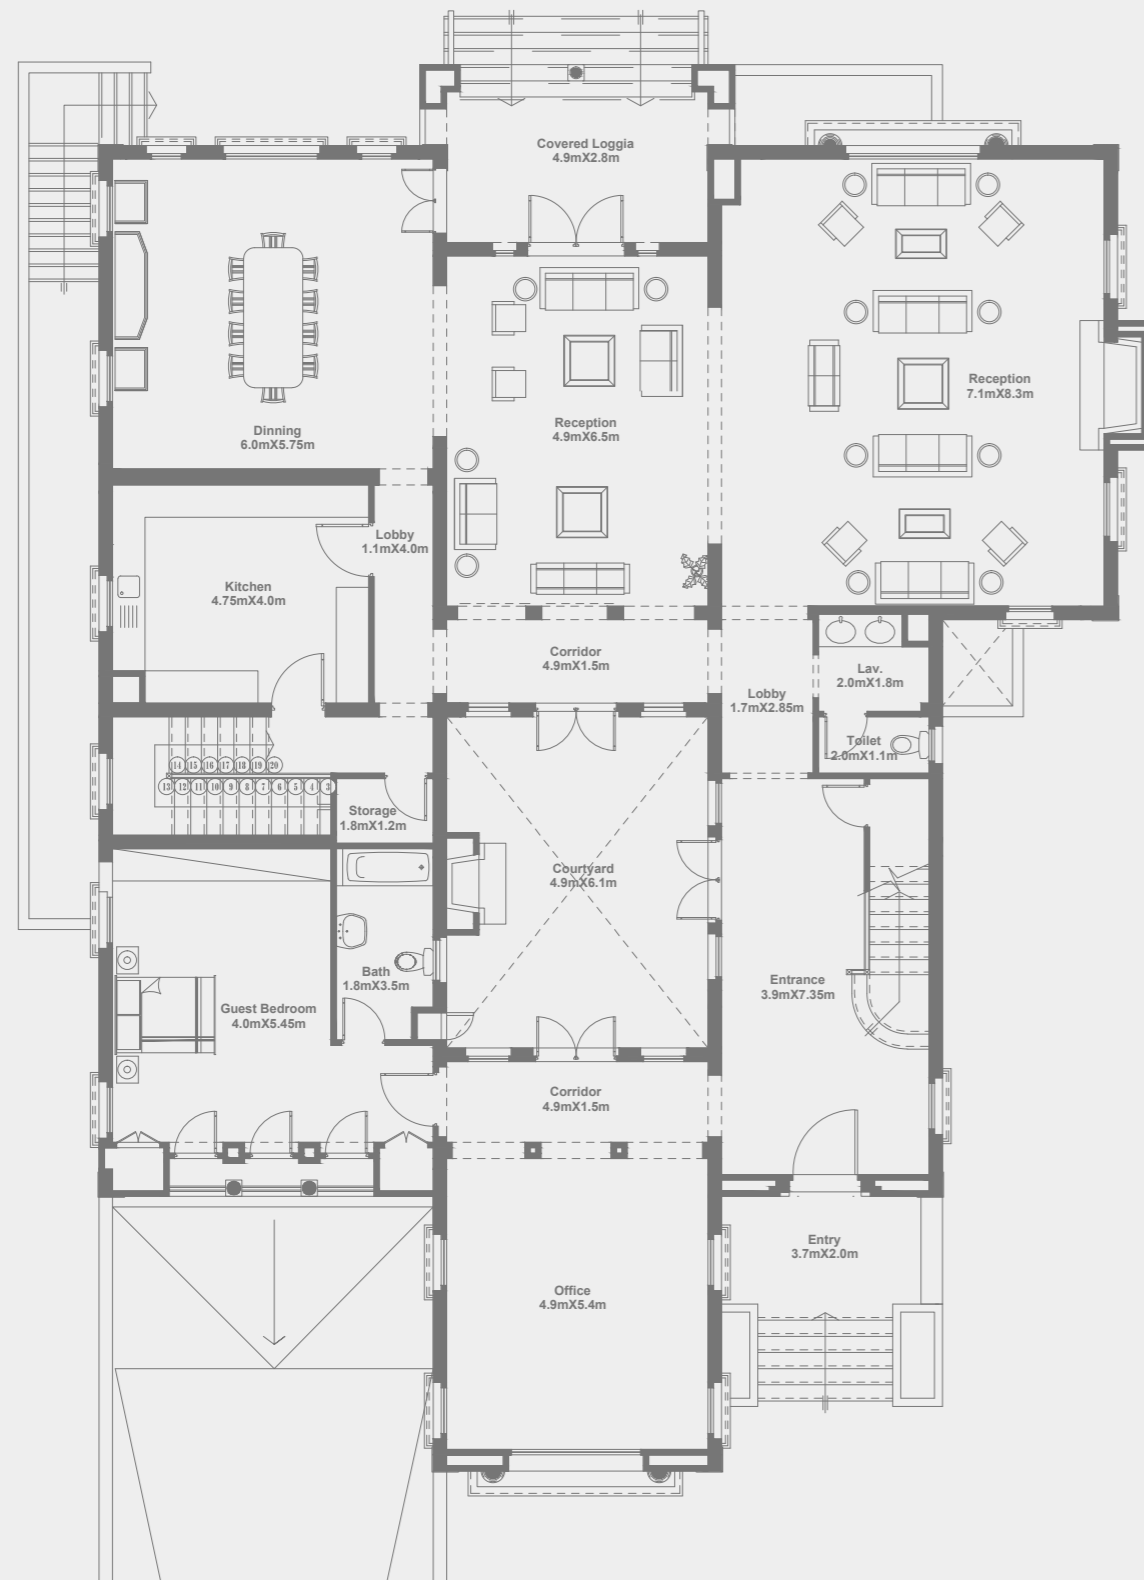 Covered Loggia
4.9mX2.8m
Reception
7.1mX8.3m
Dinning
6.0mX5.75m
Reception
4.9mX6.5m
Lobby
1.1mX4.0m
Kitchen
4.75mX4.0m
Corridor
4.9mX1.5m
Lav.
2.0mX1.8m
Lobby
1.7mX2.85m
Toilet
2.0mX1.1m
14 15 16 17 18 19 20
13 12 11 10 9 8 7 6 5 4 3
Storage
1.8mX1.2m
Courtyard
4.9mX6.1m
Bath
1.8mX3.5m
Entrance
3.9mX7.35m
Guest Bedroom
4.0mX5.45m
Corridor
4.9mX1.5m
Entry
3.7mX2.0m
Office
4.9mX5.4m